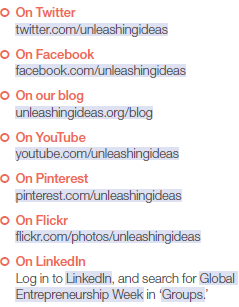 On Twitter
twitter.com/unleashingideas
On Facebook
facebook.com/unleashingideas
On our blog
unleashingideas.org/blog
On YouTube
youtube.com/unleashingideas
On Pinterest
pinterest.com/unleashingideas
On Flickr
flickr.com/photos/unleashingideas
On LinkedIn
Log in to LinkedIn, and search for Global
Entrepreneurship Week in ‘Groups.’